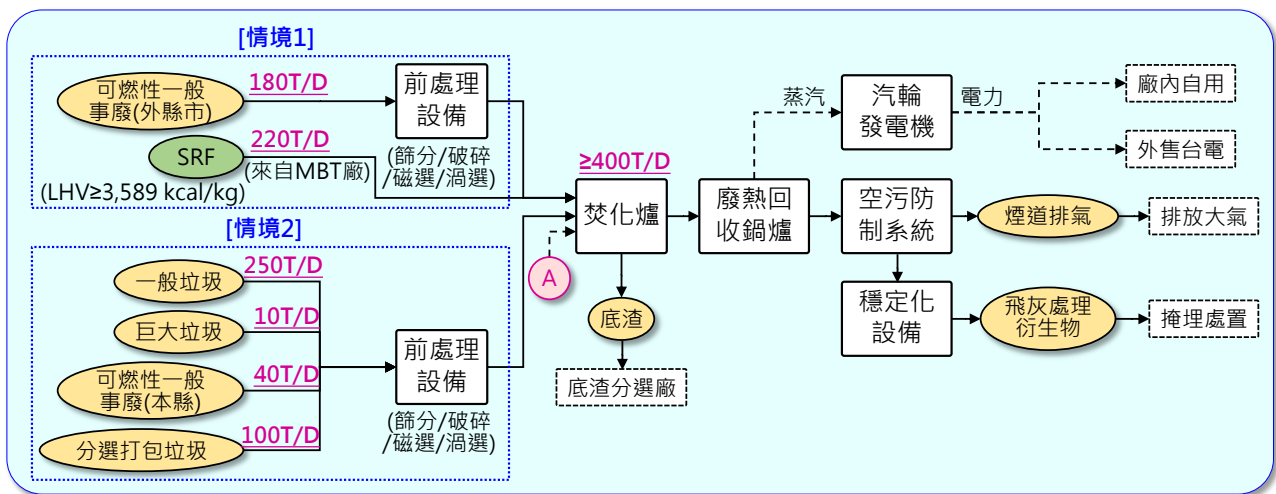 [情境1]
可燃性一般
事廢(外縣市)
180T/D
前處理
設備
(篩分/破碎
/磁選/渦選)
SRF
220T/D
(來自MBT廠)
(LHV≥3,589 kcal/kg)
[情境2]
一般垃圾
250T/D
巨大垃圾
10T/D
可燃性一般
事廢(本縣)
40T/D
分選打包垃圾
100T/D
前處理
設備
(篩分/破碎
/磁選/渦選)
≥400T/D
焚化爐
A
底渣
底渣分選廠
廢熱回
收鍋爐
蒸汽
汽輪
發電機
電力
廠內自用
外售台電
空污防
制系統
煙道排氣
排放大氣
穩定化
設備
飛灰處理
衍生物
掩埋處置